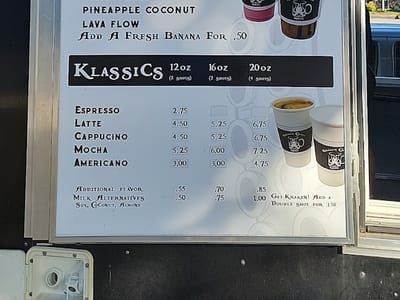 Pineapple Coconut
Lava Flow
Add A Fresh Banana For .50
Klassics 12oz 16oz 20oz
(2 shots) (2 shots) (4 shots)
Espresso 2.75
Latte 4.50 5.25 6.75
Cappucino 4.50 5.25 6.75
Mocha 5.25 6.00 7.25
Americano 3.00 3.00 4.75
Additional flavor .55 .70 .85
Milk Alternatives .50 .75 1.00
Soy, Coconut, Almond
Get Kraken! Add a
Double shot for